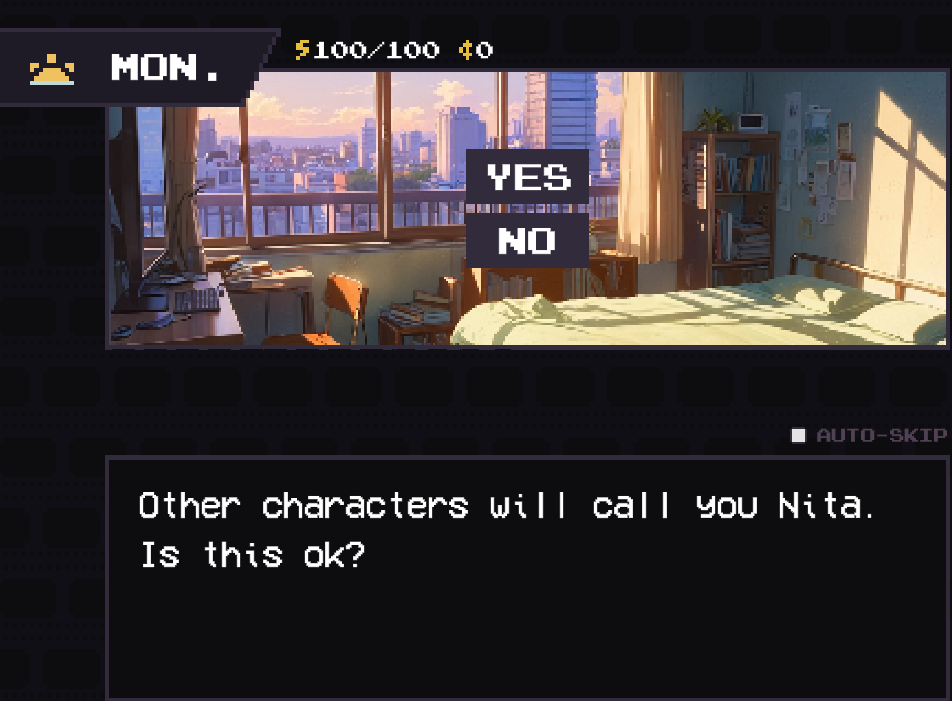 MON.
$100/100 ¢0
YES
NO
AUTO-SKIP
Other characters will call you Nita.
Is this ok?